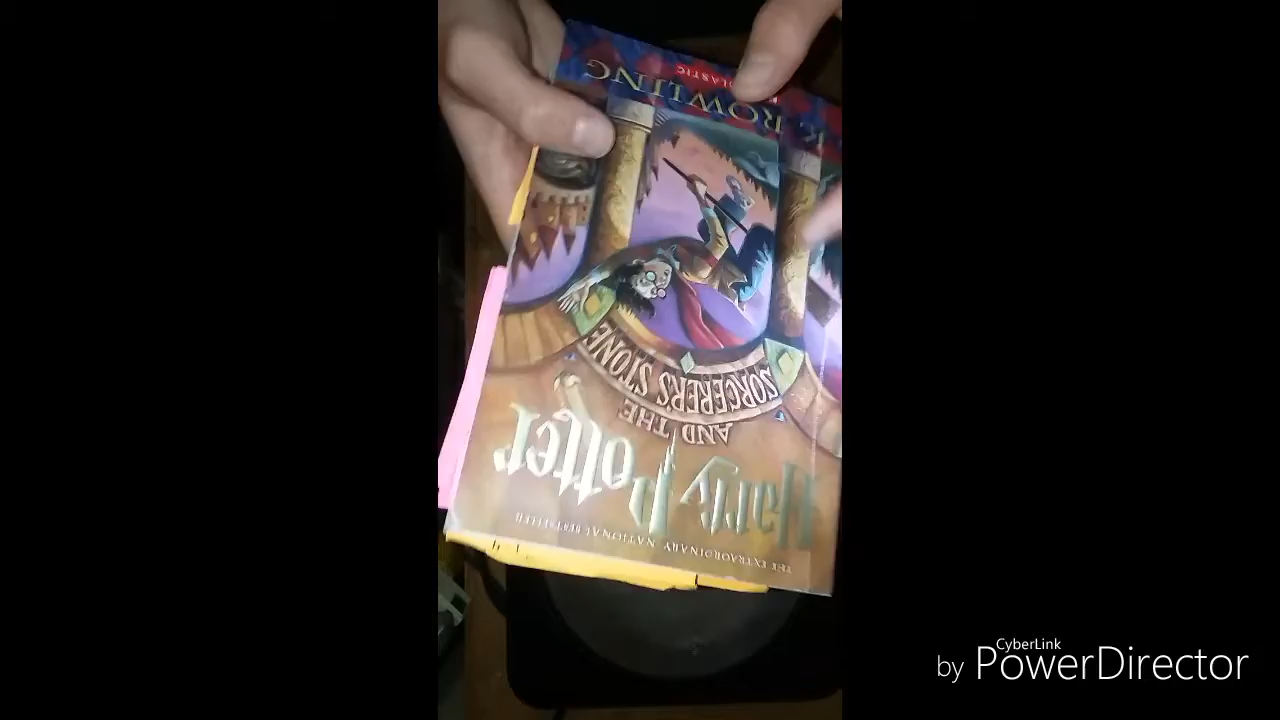 THE EXTRAORDINARY NATIONAL BESTSELLER
Harry Potter
AND THE
SORCERER'S STONE
K. ROWLING
CyberLink
by PowerDirector